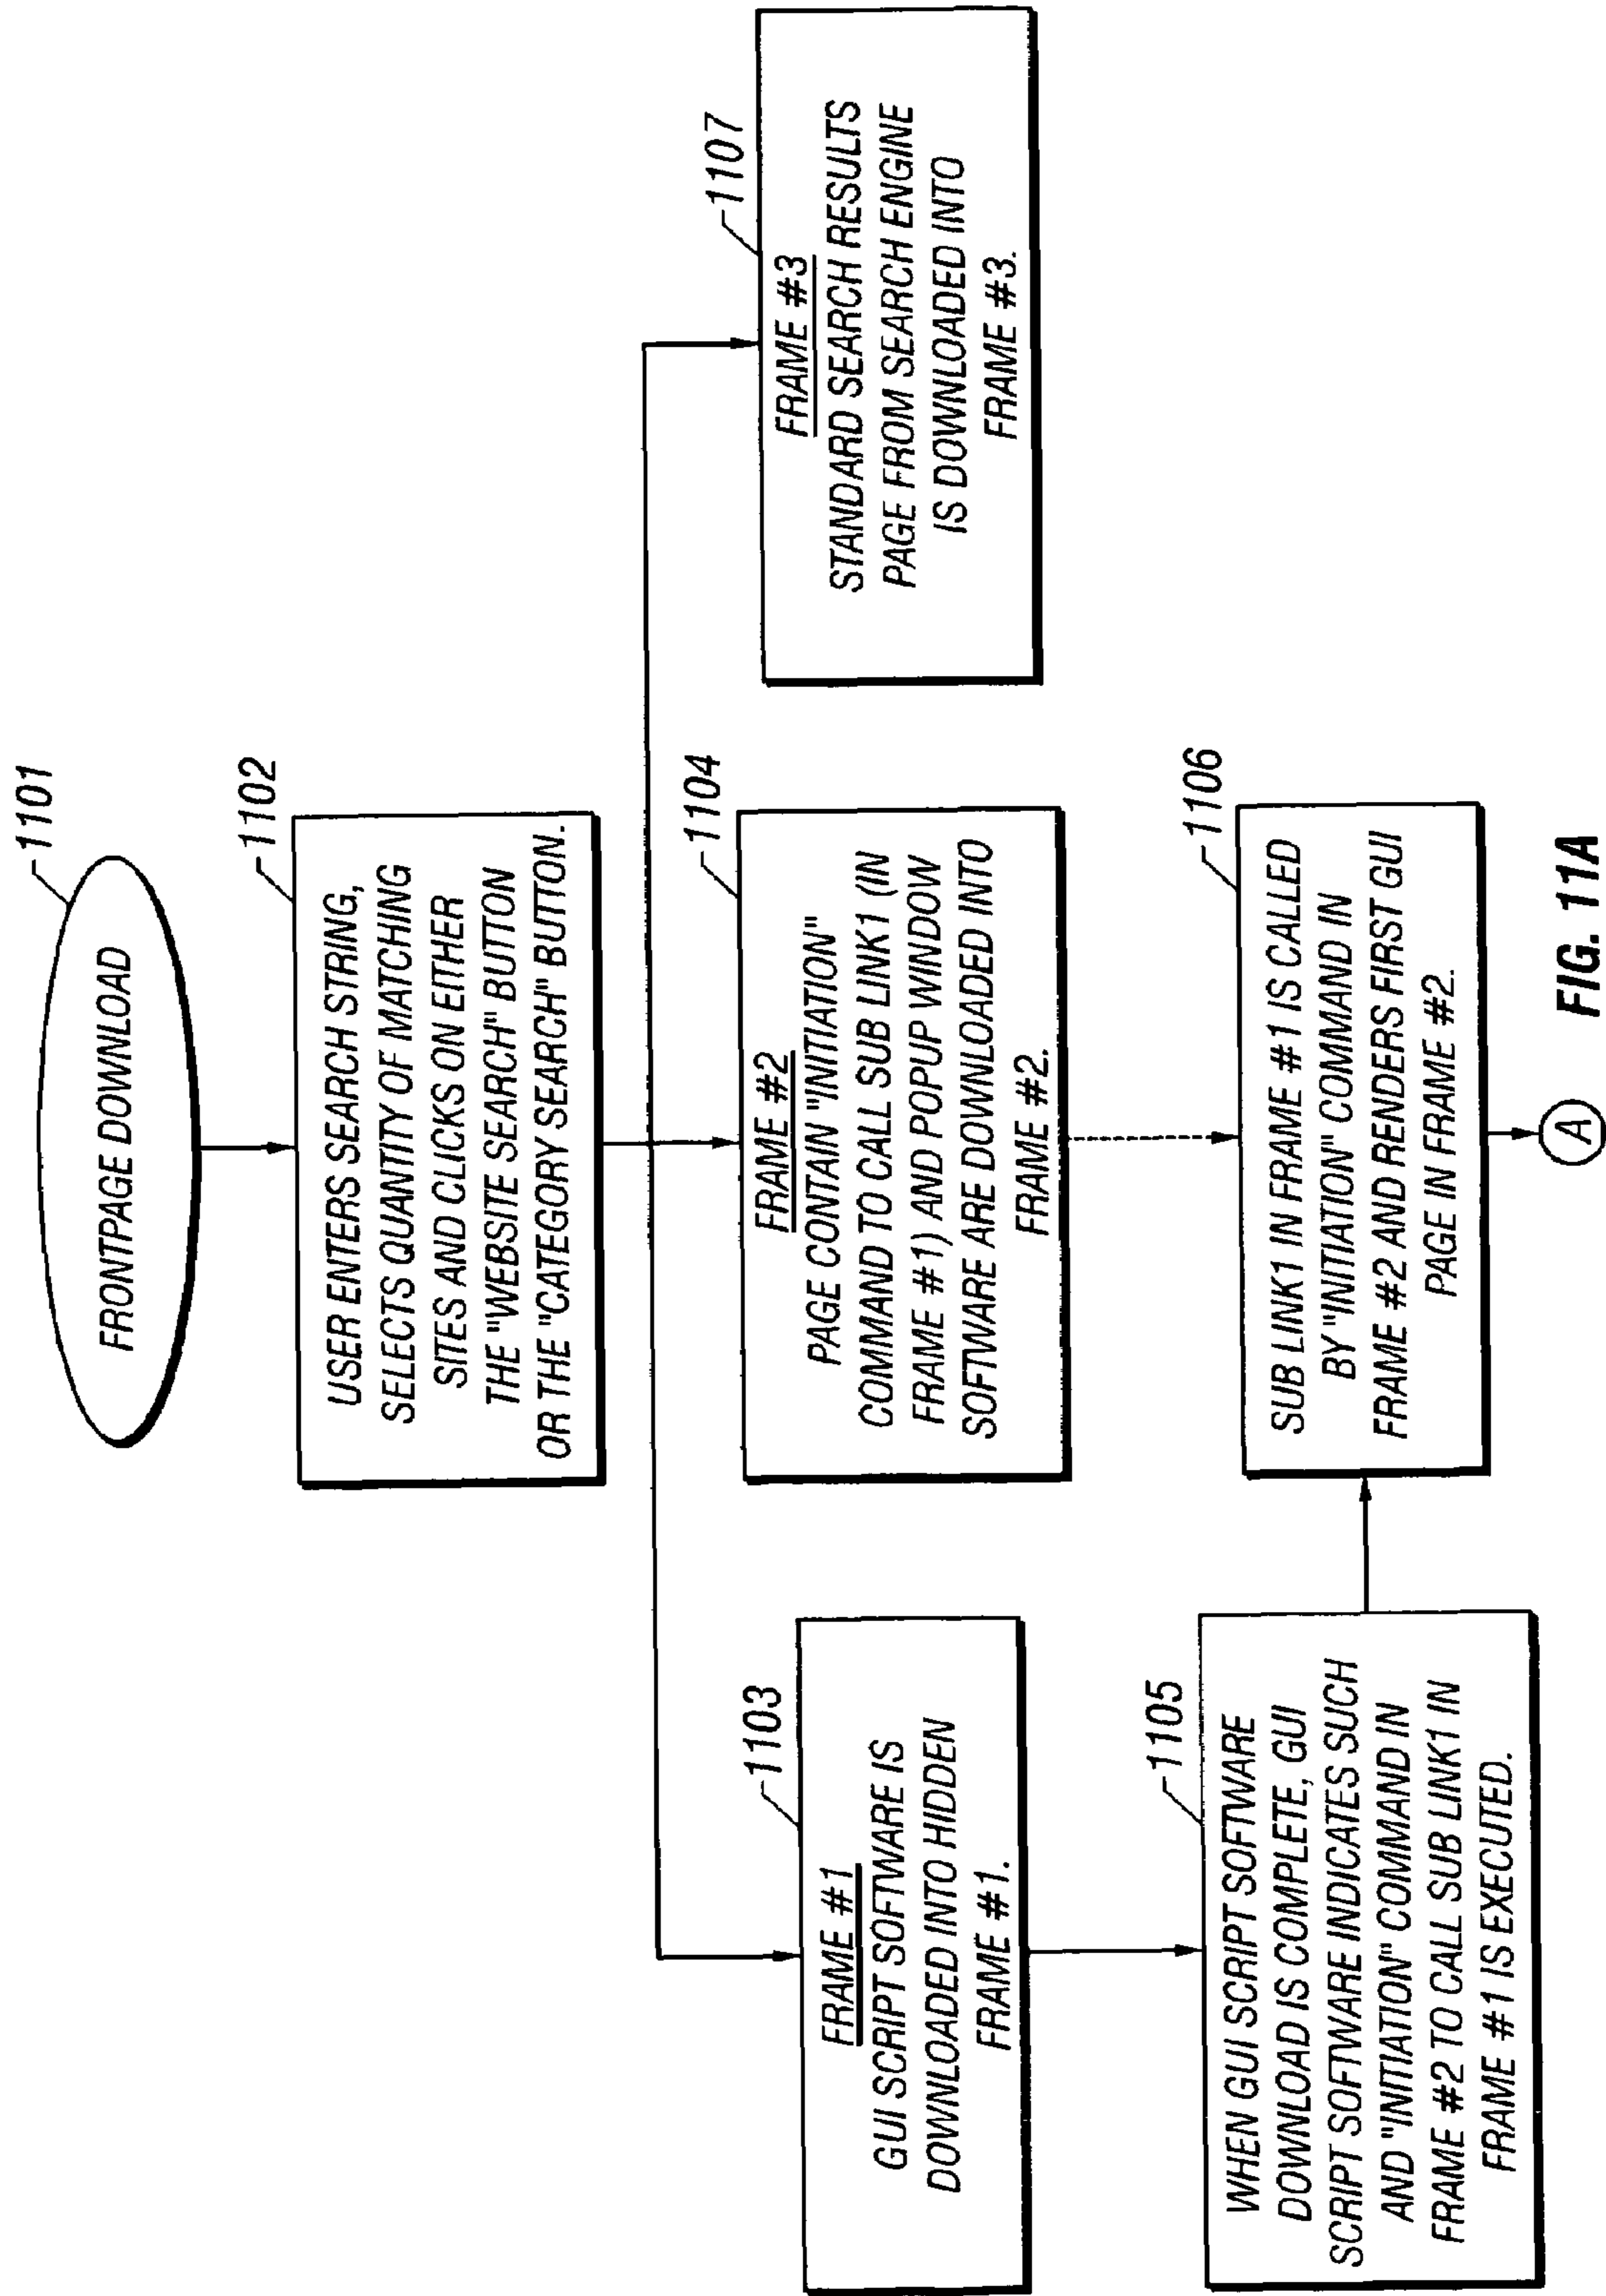 1101
FRONTPAGE DOWNLOAD
1102
USER ENTERS SEARCH STRING,
SELECTS QUANTITY OF MATCHING
SITES AND CLICKS ON EITHER
THE "WEBSITE SEARCH" BUTTON
OR THE "CATEGORY SEARCH" BUTTON.
1103
FRAME #1
GUI SCRIPT SOFTWARE IS
DOWNLOADED INTO HIDDEN
FRAME #1.
1104
FRAME #2
PAGE CONTAIN "INITIATION"
COMMAND TO CALL SUB LINK1 (IN
FRAME #1) AND POPUP WINDOW
SOFTWARE ARE DOWNLOADED INTO
FRAME #2.
1107
FRAME #3
STANDARD SEARCH RESULTS
PAGE FROM SEARCH ENGINE
IS DOWNLOADED INTO
FRAME #3.
1105
WHEN GUI SCRIPT SOFTWARE
DOWNLOAD IS COMPLETE, GUI
SCRIPT SOFTWARE INDICATES SUCH
AND "INITIATION" COMMAND IN
FRAME #2 TO CALL SUB LINK1 IN
FRAME #1 IS EXECUTED.
1106
SUB LINK1 IN FRAME #1 IS CALLED
BY "INITIATION" COMMAND IN
FRAME #2 AND RENDERS FIRST GUI
PAGE IN FRAME #2.
A
FIG. 11A